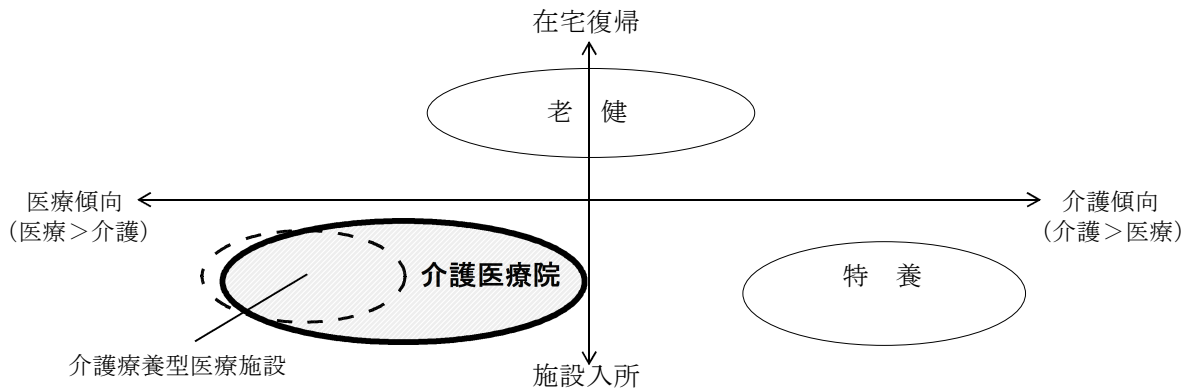 在宅復帰
老　健
医療傾向
(医療＞介護)
介護傾向
(介護＞医療)
介護医療院
特　養
介護療養型医療施設
施設入所